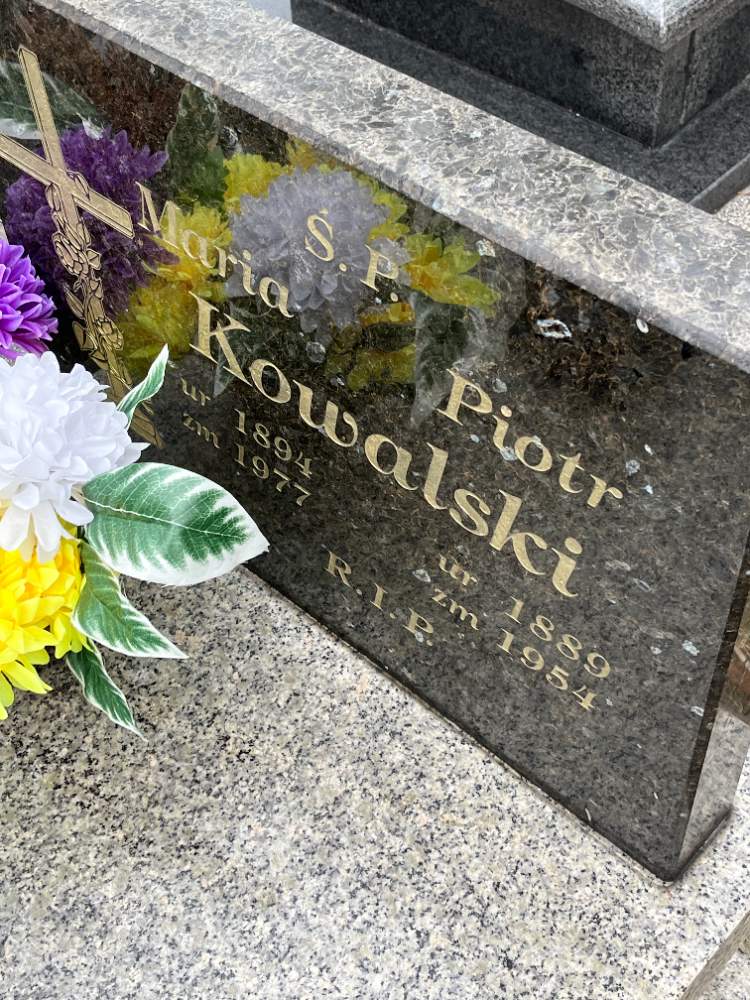 Ś. P.
Maria Piotr
Kowalski
ur 1894 ur 1889
zm 1977 zm 1954
R.I.P.